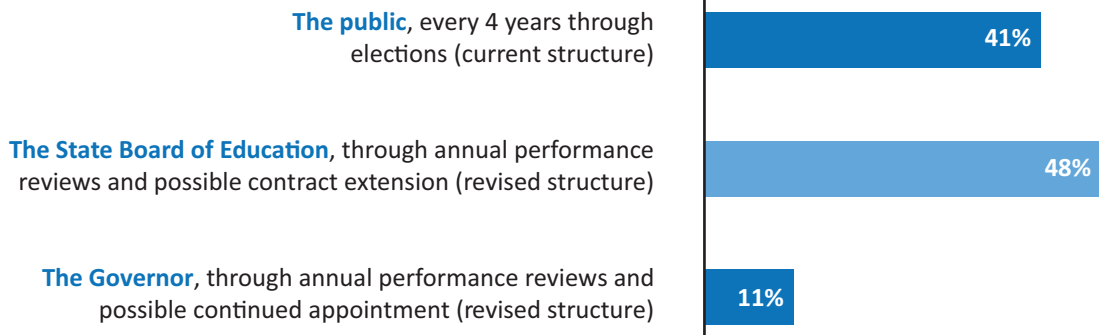 The public, every 4 years through
elections (current structure)
41%
The State Board of Education, through annual performance
reviews and possible contract extension (revised structure)
48%
The Governor, through annual performance reviews and
possible continued appointment (revised structure)
11%